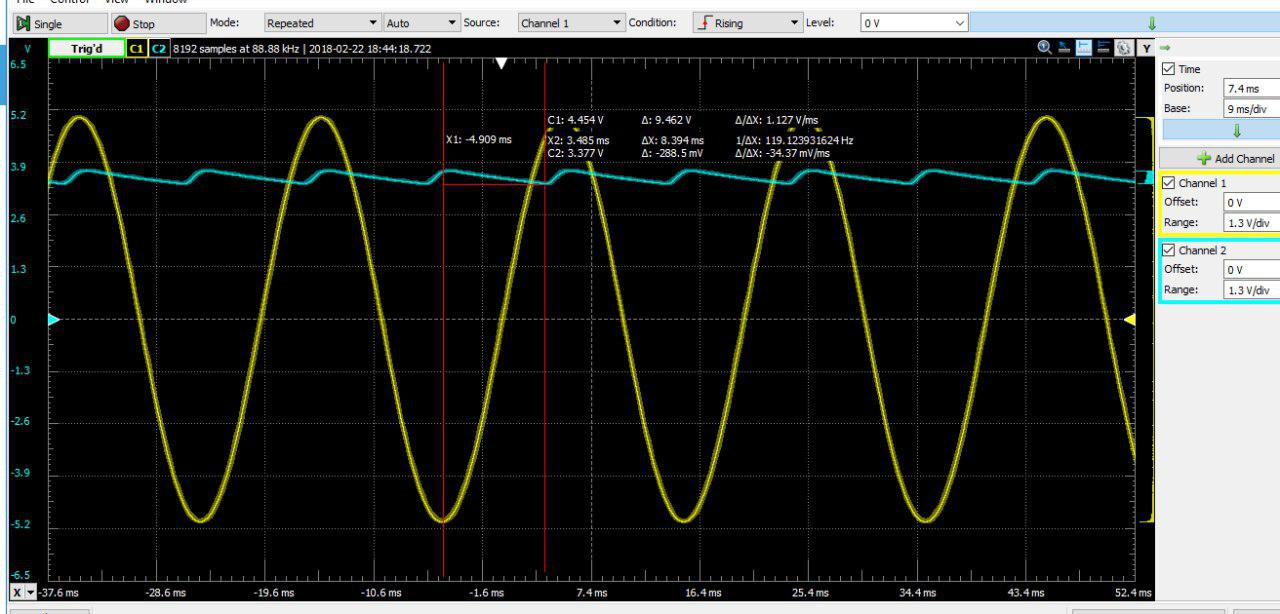 File Control View Window
Single Stop Mode: Repeated Auto Source: Channel 1 Condition: Rising Level: 0 V
V Trig'd C1 C2 8192 samples at 88.88 kHz | 2018-02-22 18:44:18.722 Y
6.5
5.2
3.9
2.6
1.3
0
-1.3
-2.6
-3.9
-5.2
-6.5
C1: 4.454 V Δ: 9.462 V Δ/ΔX: 1.127 V/ms
X1: -4.909 ms X2: 3.485 ms ΔX: 8.394 ms 1/ΔX: 119.123931624 Hz
C2: 3.377 V Δ: -288.5 mV Δ/ΔX: -34.37 mV/ms
X -37.6 ms -28.6 ms -19.6 ms -10.6 ms -1.6 ms 7.4 ms 16.4 ms 25.4 ms 34.4 ms 43.4 ms 52.4 ms
Time
Position: 7.4 ms
Base: 9 ms/div
Add Channel
Channel 1
Offset: 0 V
Range: 1.3 V/div
Channel 2
Offset: 0 V
Range: 1.3 V/div